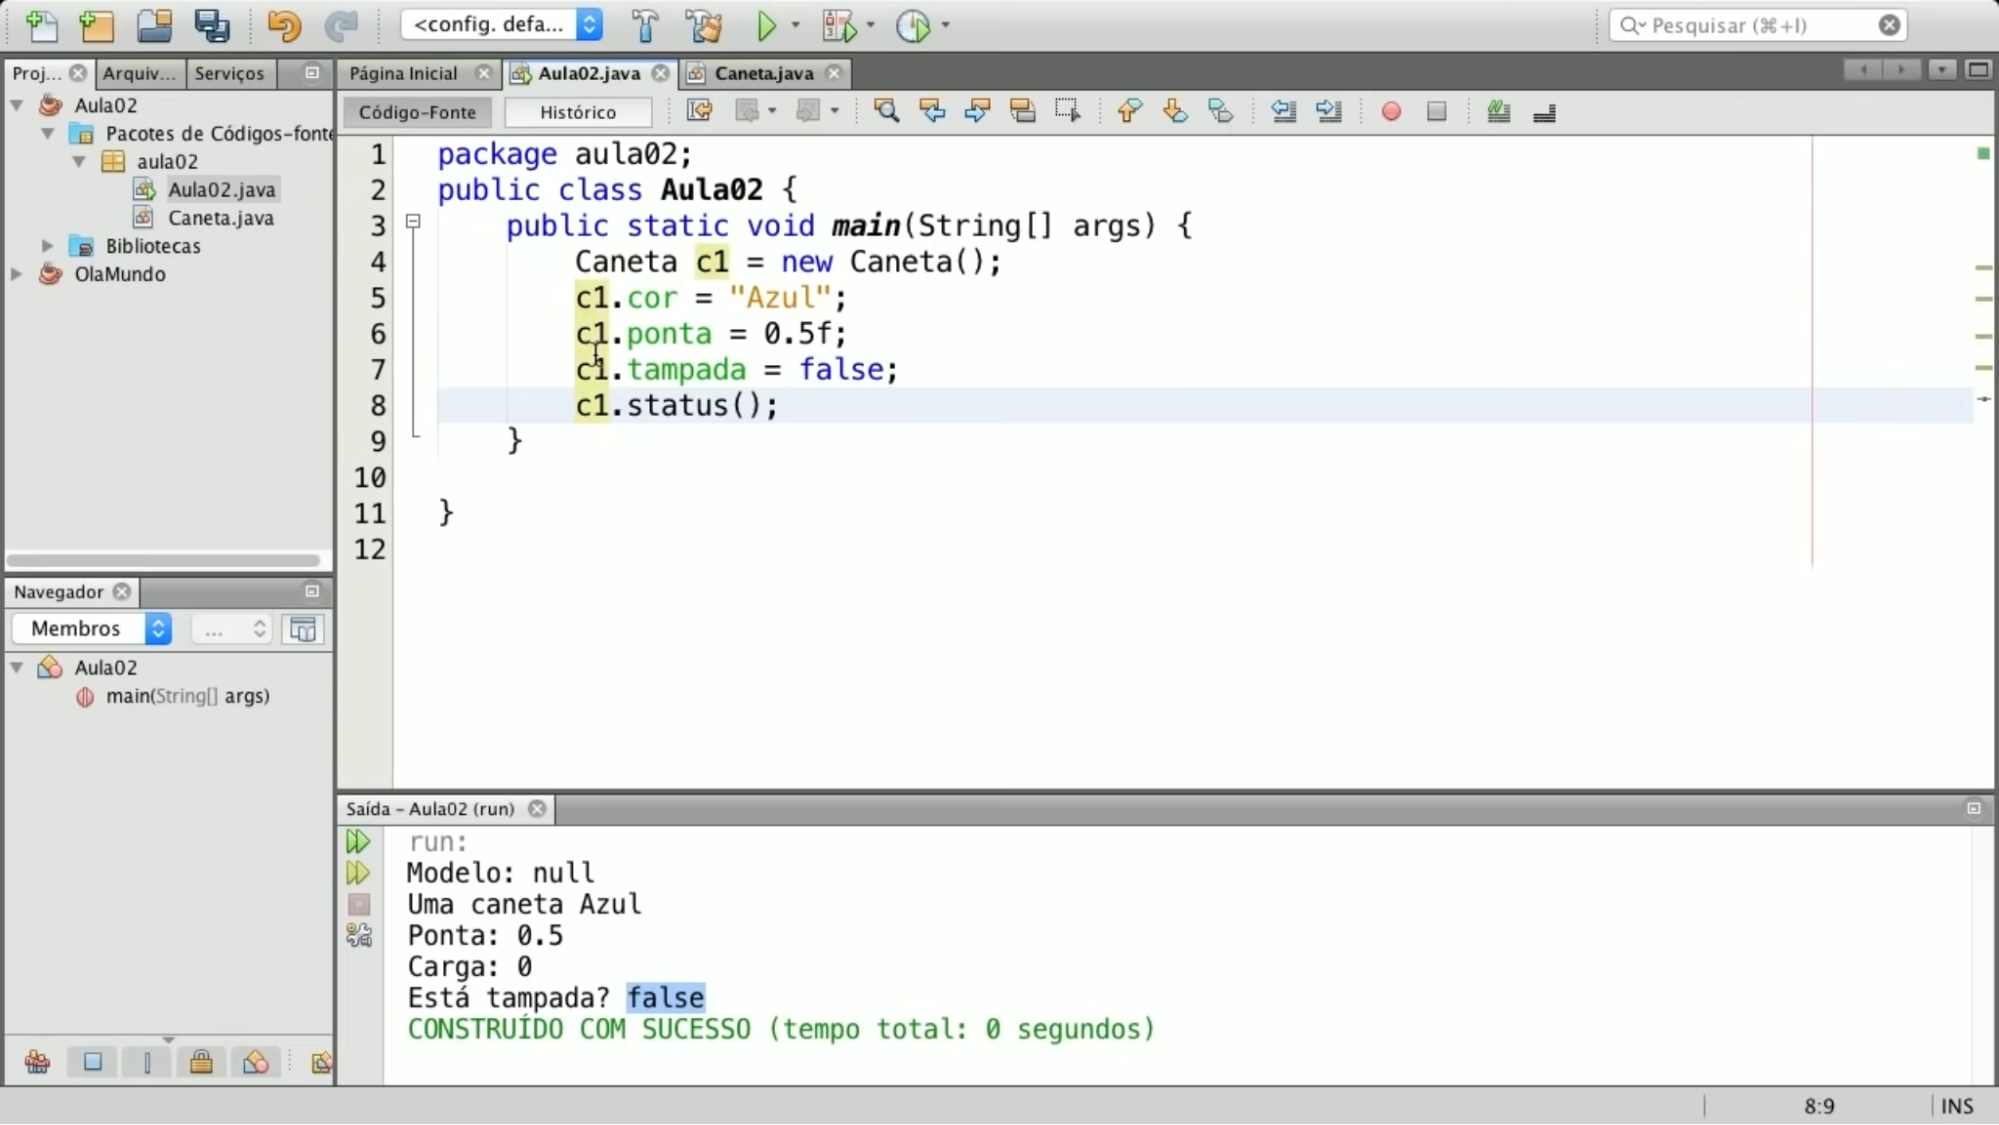 <config. defa...
Pesquisar (⌘+I)
Proj...
Arquiv...
Serviços
Aula02
Pacotes de Códigos-fonte
aula02
Aula02.java
Caneta.java
Bibliotecas
OlaMundo
Página Inicial
Aula02.java
Caneta.java
Código-Fonte
Histórico
1 package aula02;
2 public class Aula02 {
3 public static void main(String[] args) {
4 Caneta c1 = new Caneta();
5 c1.cor = "Azul";
6 c1.ponta = 0.5f;
7 c1.tampada = false;
8 c1.status();
9 }
10
11 }
12
Navegador
Membros
...
Aula02
main(String[] args)
Saída - Aula02 (run)
run:
Modelo: null
Uma caneta Azul
Ponta: 0.5
Carga: 0
Está tampada? false
CONSTRUÍDO COM SUCESSO (tempo total: 0 segundos)
8:9
INS